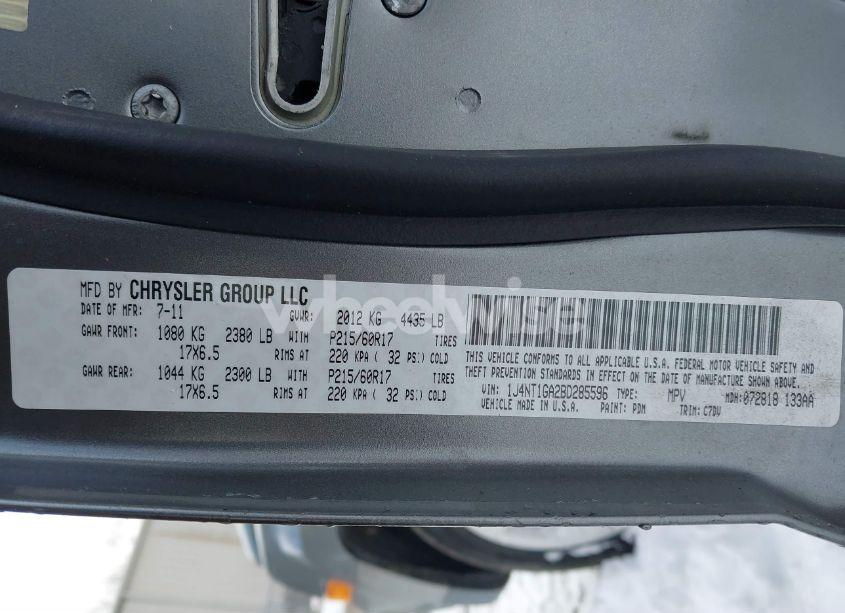 MFD BY CHRYSLER GROUP LLC
DATE OF MFR: 7-11 GVWR: 2012 KG 4435 LB
GAWR FRONT: 1080 KG 2380 LB WITH P215/60R17 TIRES
17X6.5 RIMS AT 220 KPA ( 32 PSI) COLD
GAWR REAR: 1044 KG 2300 LB WITH P215/60R17 TIRES
17X6.5 RIMS AT 220 KPA ( 32 PSI) COLD
THIS VEHICLE CONFORMS TO ALL APPLICABLE U.S.A. FEDERAL MOTOR VEHICLE SAFETY AND
THEFT PREVENTION STANDARDS IN EFFECT ON THE DATE OF MANUFACTURE SHOWN ABOVE.
VIN: 1J4NT1GA2BD285596 TYPE: MPV MDH: 072818 133AA
VEHICLE MADE IN U.S.A. PAINT: PDM TRIM: C7DV
wheelwise